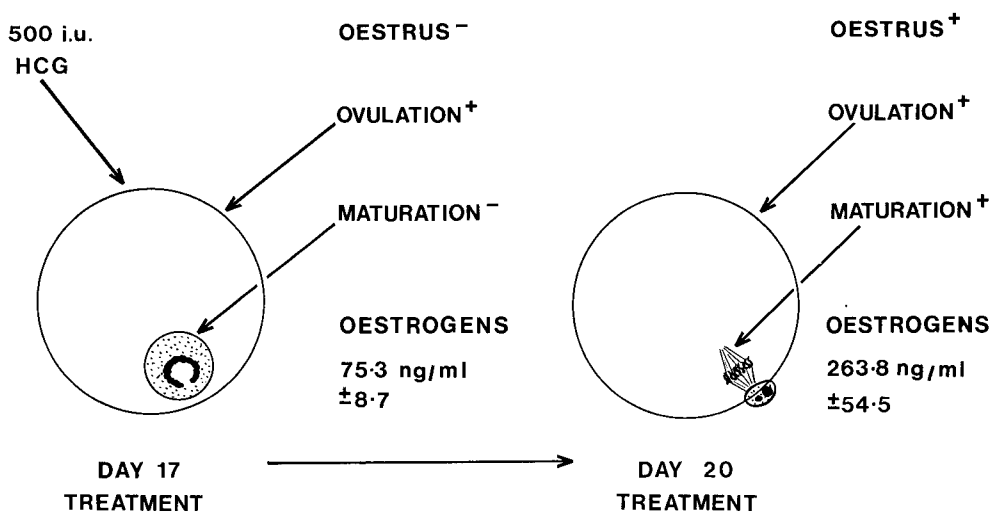 500 i.u.
HCG
OESTRUS⁻
OVULATION⁺
MATURATION⁻
OESTROGENS
75·3 ng/ml
±8·7
DAY 17
TREATMENT
OESTRUS⁺
OVULATION⁺
MATURATION⁺
OESTROGENS
263·8 ng/ml
±54·5
DAY 20
TREATMENT